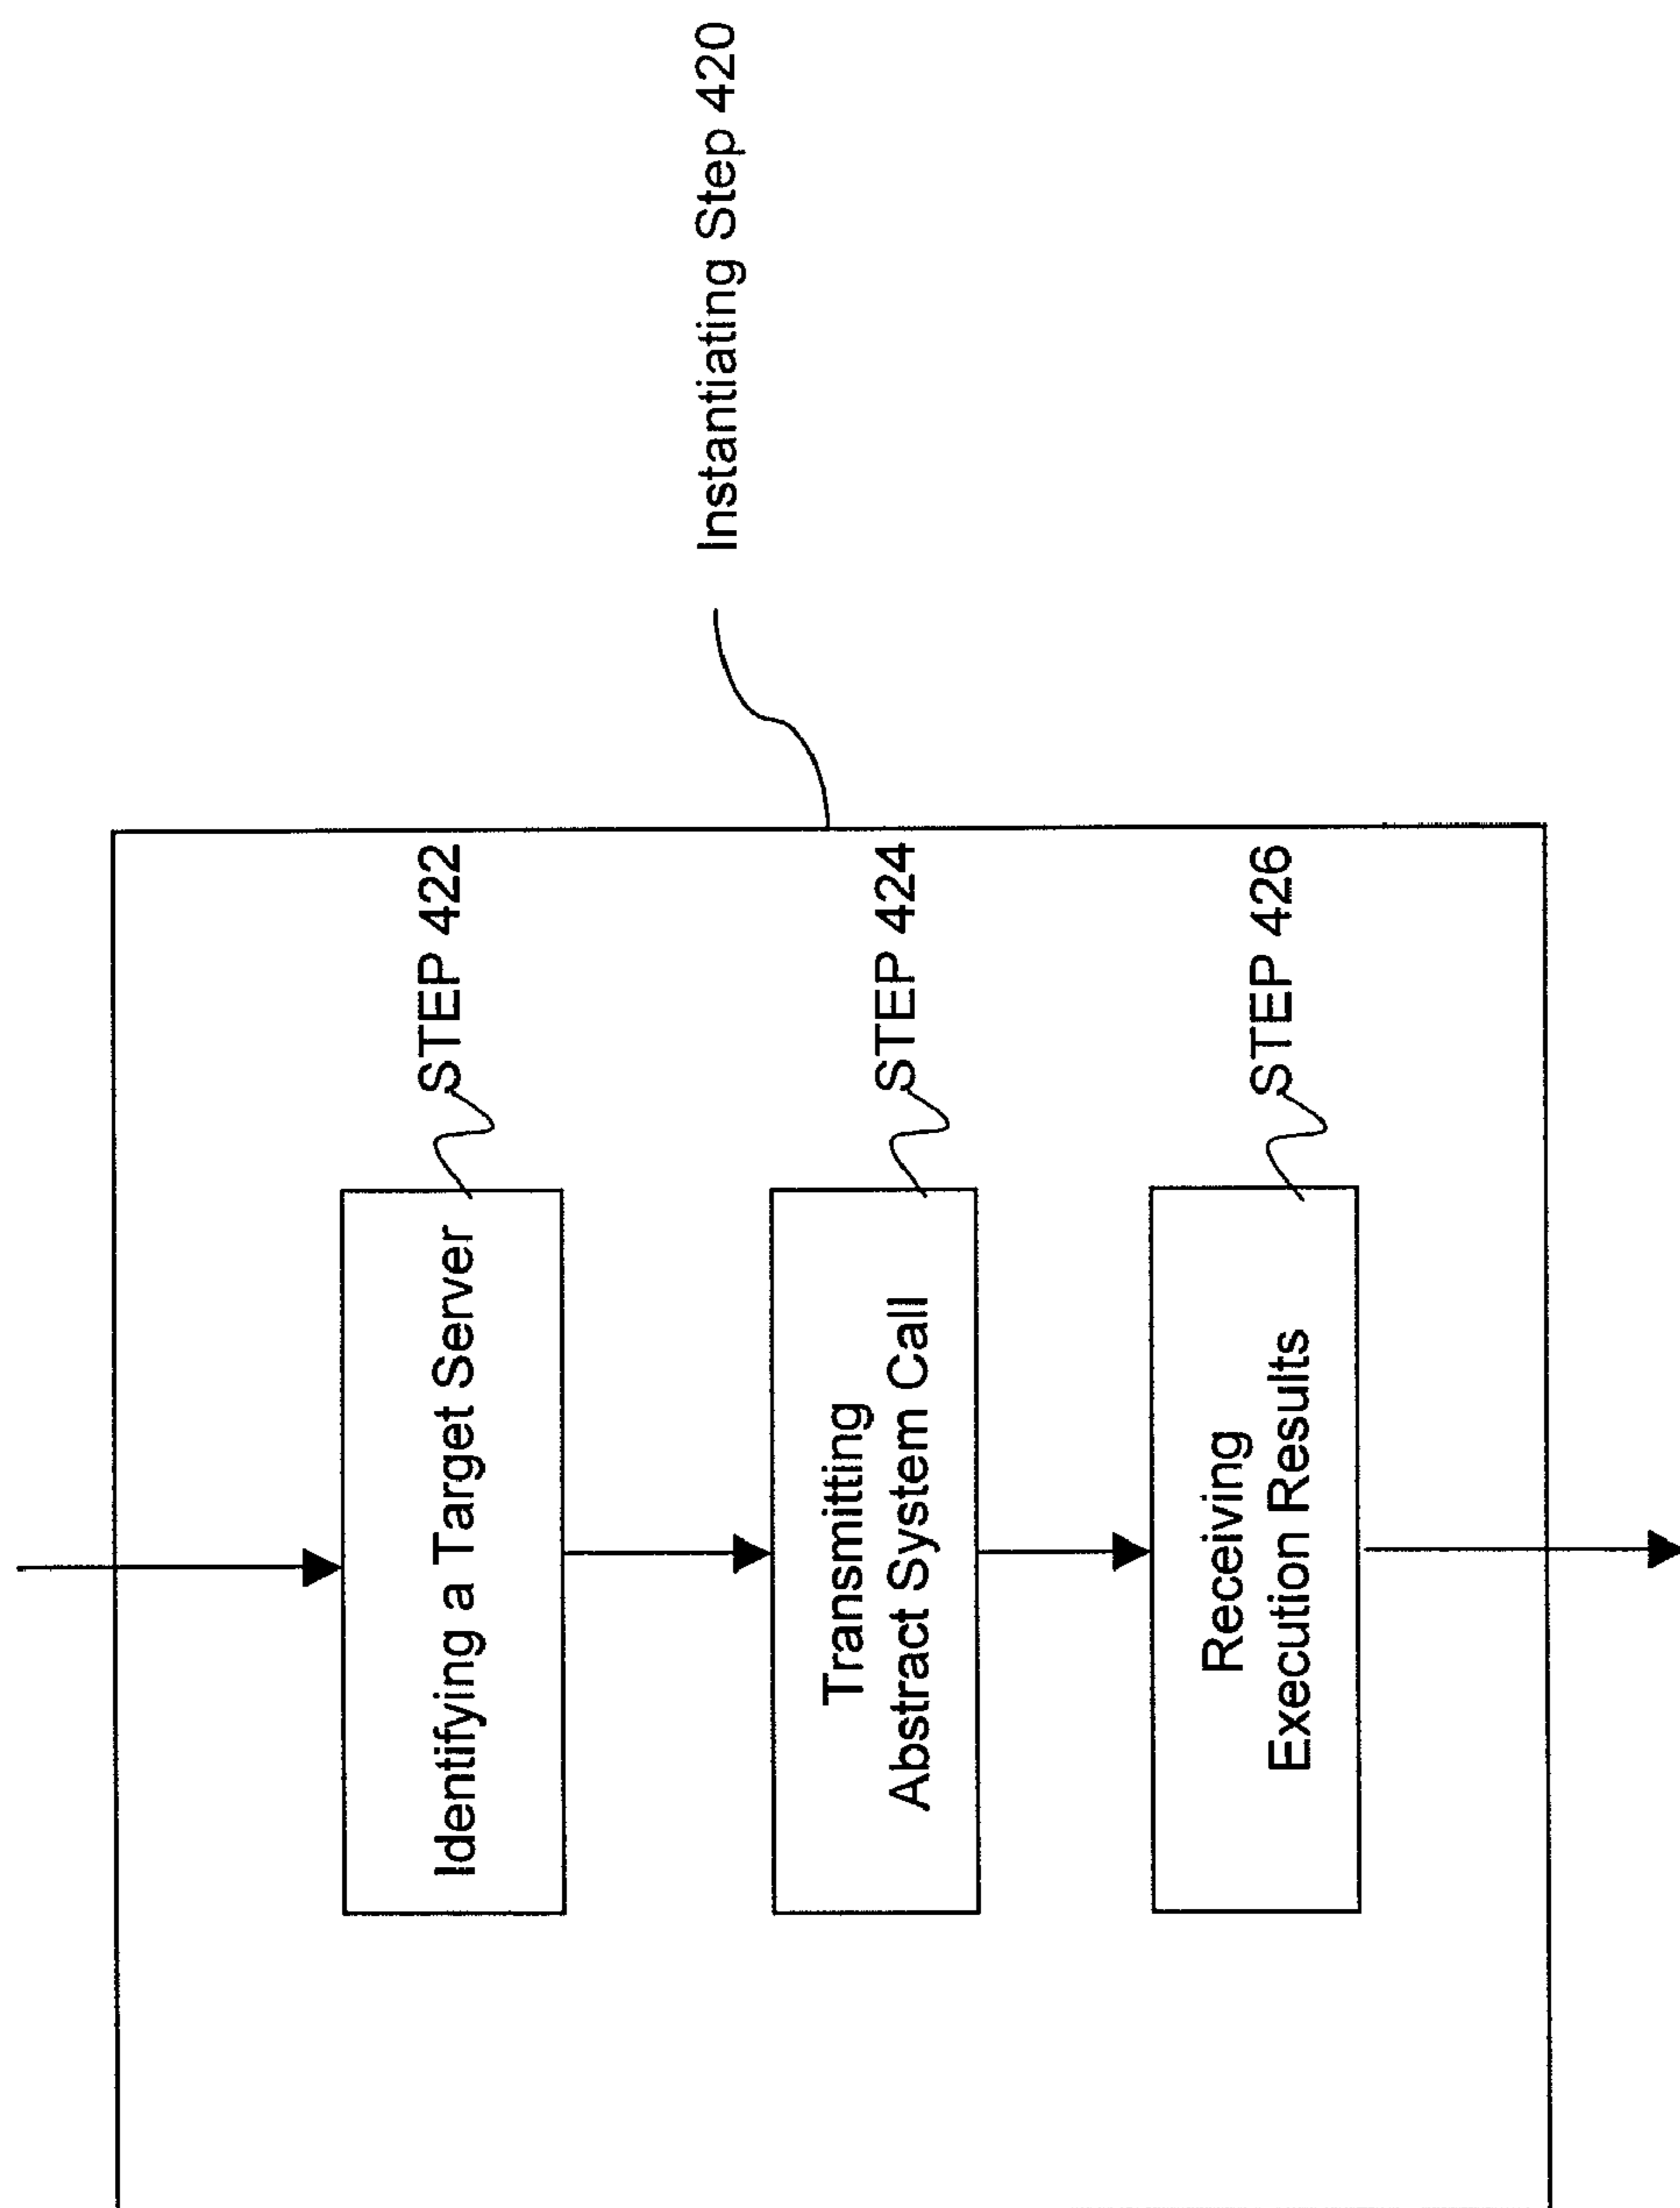 Instantiating Step 420
Identifying a Target Server
STEP 422
Transmitting
Abstract System Call
STEP 424
Receiving
Execution Results
STEP 426